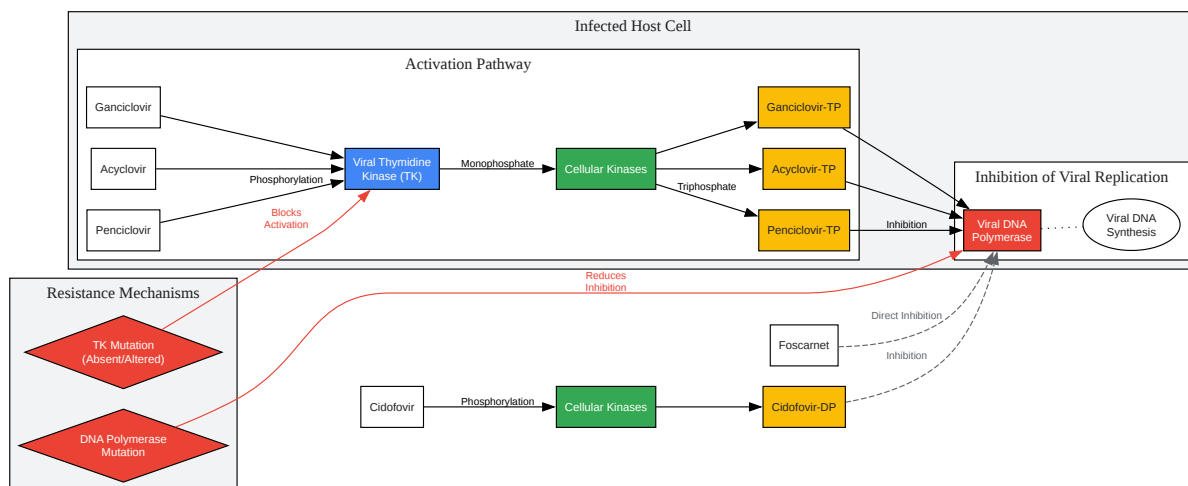 Infected Host Cell
Activation Pathway
Ganciclovir
Acyclovir
Penciclovir
Phosphorylation
Viral Thymidine
Kinase (TK)
Monophosphate
Cellular Kinases
Triphosphate
Ganciclovir-TP
Acyclovir-TP
Penciclovir-TP
Inhibition
Inhibition of Viral Replication
Viral DNA
Polymerase
Viral DNA
Synthesis
Blocks
Activation
Reduces
Inhibition
Resistance Mechanisms
TK Mutation
(Absent/Altered)
DNA Polymerase
Mutation
Foscarnet
Direct Inhibition
Inhibition
Cidofovir
Phosphorylation
Cellular Kinases
Cidofovir-DP